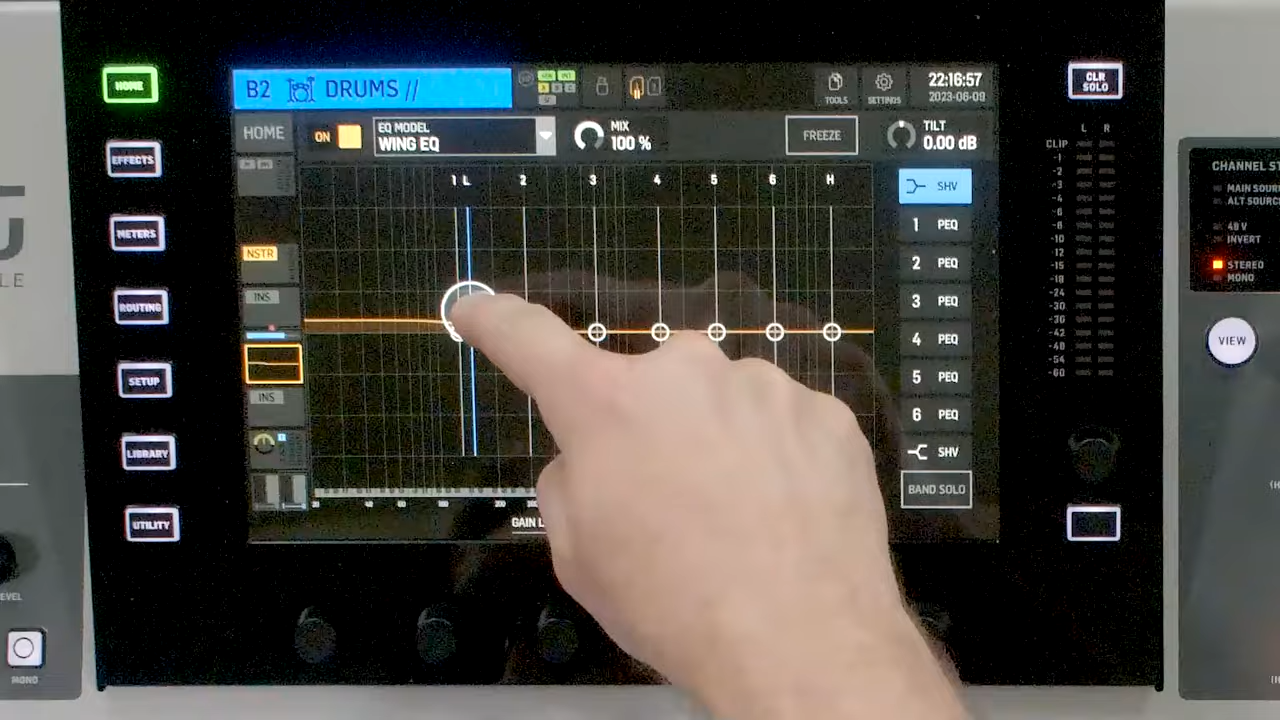 HOME
EFFECTS
METERS
ROUTING
SETUP
LIBRARY
UTILITY
B2 DRUMS //
TOOLS
SETTINGS
22:16:57
2023-06-09
HOME
ON
EQ MODEL
WING EQ
MIX
100 %
FREEZE
TILT
0.00 dB
1 L 2 3 4 5 6 H
SHV
1 PEQ
2 PEQ
3 PEQ
4 PEQ
5 PEQ
6 PEQ
SHV
BAND SOLO
NSTR
INS
INS
GAIN L
CLR
SOLO
L R
CLIP
-1
-2
-3
-4
-6
-8
-10
-12
-15
-18
-24
-30
-36
-42
-48
-54
-60
CHANNEL ST
MAIN SOUR
ALT SOURC
48 V
INVERT
STEREO
MONO
VIEW
LE
EVEL
MONO